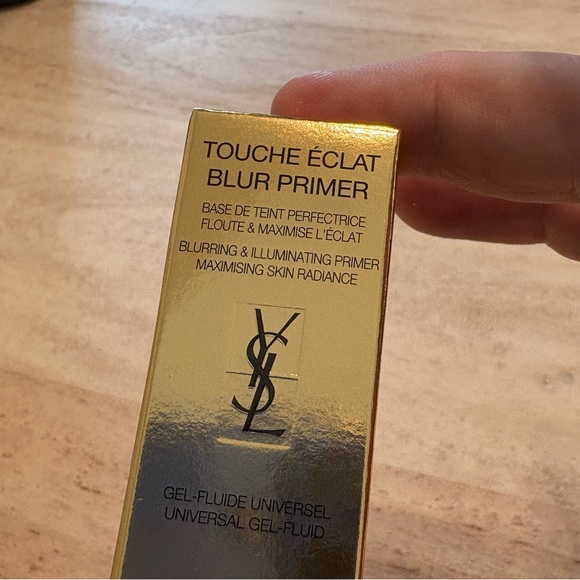 TOUCHE ÉCLAT
BLUR PRIMER
BASE DE TEINT PERFECTRICE
FLOUTE & MAXIMISE L'ÉCLAT
BLURRING & ILLUMINATING PRIMER
MAXIMISING SKIN RADIANCE
YSL
GEL-FLUIDE UNIVERSEL
UNIVERSAL GEL-FLUID